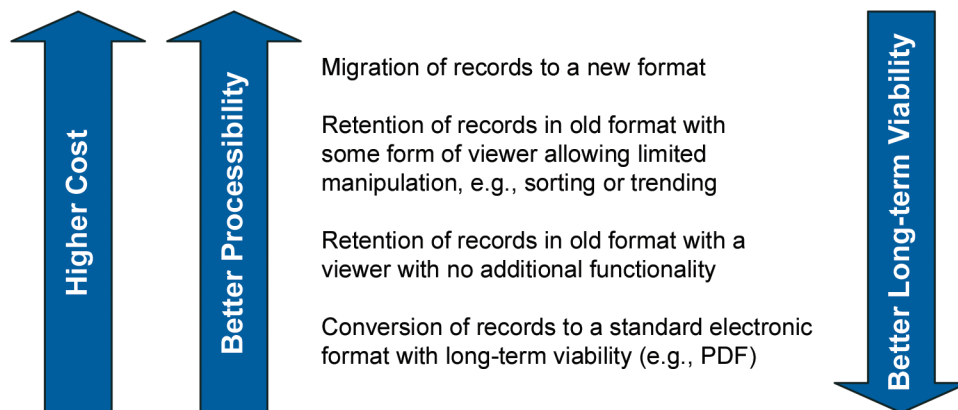 Higher Cost
Better Processibility
Migration of records to a new format
Retention of records in old format with
some form of viewer allowing limited
manipulation, e.g., sorting or trending
Retention of records in old format with a
viewer with no additional functionality
Conversion of records to a standard electronic
format with long-term viability (e.g., PDF)
Better Long-term Viability